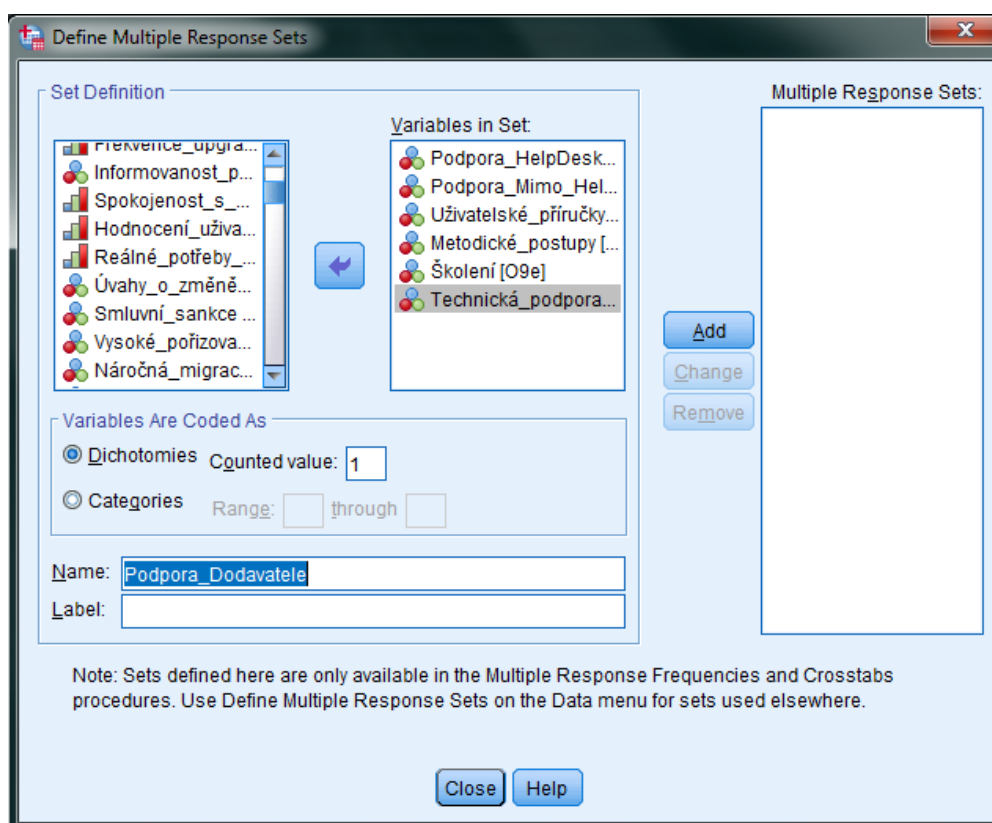 Define Multiple Response Sets
Set Definition
Frekvence_upgra...
Informovanost_p...
Spokojenost_s_...
Hodnocení_uživa...
Reálné_potřeby_...
Úvahy_o_změně...
Smluvní_sankce ...
Vysoké_pořizova...
Náročná_migrac...
Variables in Set:
Podpora_HelpDesk...
Podpora_Mimo_Hel...
Uživatelské_příručky...
Metodické_postupy [...
Školení [O9e]
Technická_podpora...
Variables Are Coded As
Dichotomies Counted value: 1
Categories Range: through
Name: Podpora_Dodavatele
Label:
Add
Change
Remove
Multiple Response Sets:
Note: Sets defined here are only available in the Multiple Response Frequencies and Crosstabs
procedures. Use Define Multiple Response Sets on the Data menu for sets used elsewhere.
Close Help